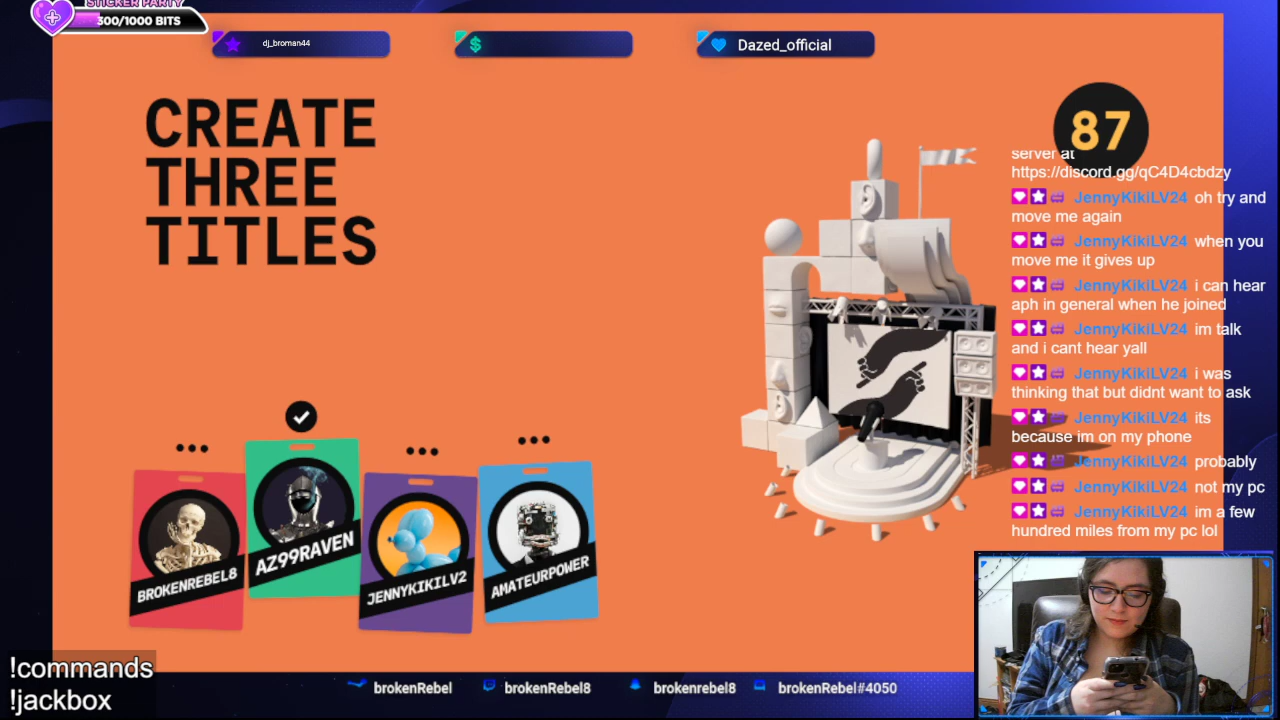 STICKER PARTY
300/1000 BITS
dj_broman44
$
Dazed_official
CREATE
THREE
TITLES
87
server at
https://discord.gg/qC4D4cbdzy
JennyKikiLV24 oh try and
move me again
JennyKikiLV24 when you
move me it gives up
JennyKikiLV24 i can hear
aph in general when he joined
JennyKikiLV24 im talk
and i cant hear yall
JennyKikiLV24 i was
thinking that but didnt want to ask
JennyKikiLV24 its
because im on my phone
JennyKikiLV24 probably
JennyKikiLV24 not my pc
JennyKikiLV24 im a few
hundred miles from my pc lol
BROKENREBEL8
AZ99RAVEN
JENNYKIKILV2
AMATEURPOWER
!commands
!jackbox
brokenRebel
brokenRebel8
brokenrebel8
brokenRebel#4050